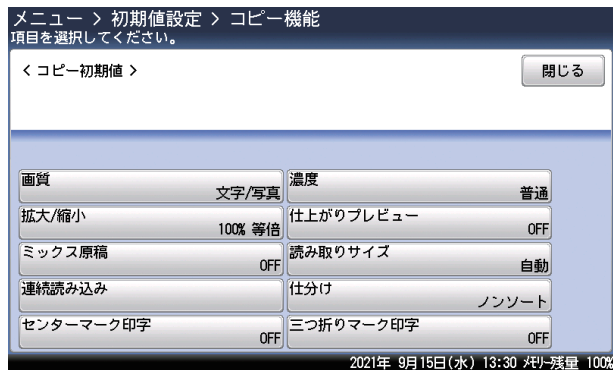 メニュー > 初期値設定 > コピー機能
項目を選択してください。
< コピー初期値 >
閉じる
画質
文字/写真
濃度
普通
拡大/縮小
100% 等倍
仕上がりプレビュー
OFF
ミックス原稿
OFF
読み取りサイズ
自動
連続読み込み
仕分け
ノンソート
センターマーク印字
OFF
三つ折りマーク印字
OFF
2021年 9月15日(水) 13:30 メモリー残量 100%